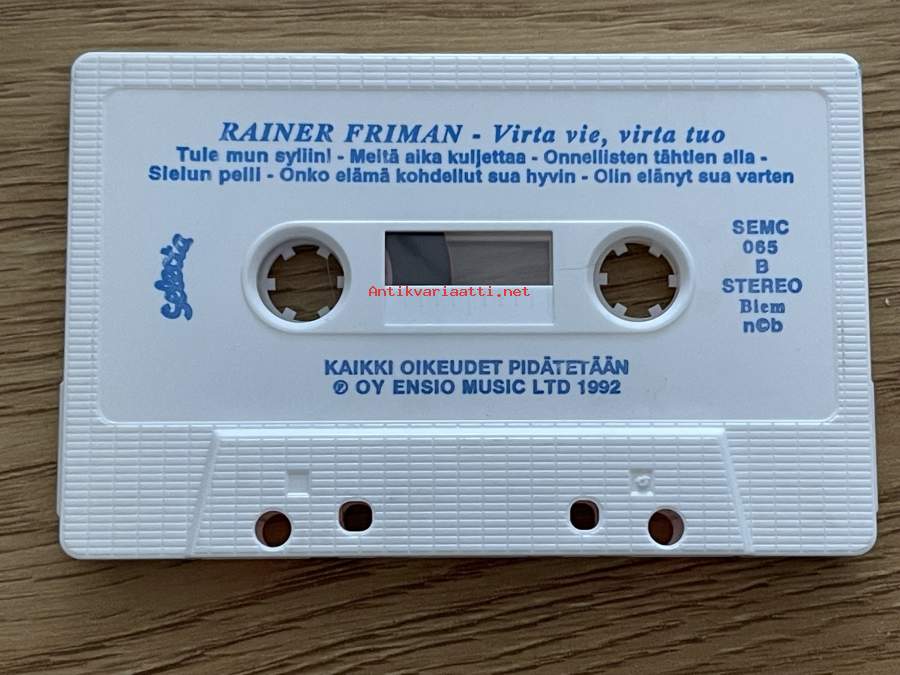 RAINER FRIMAN - Virta vie, virta tuo
Tule mun syliini - Meitä aika kuljettaa - Onnellisten tähtien alla -
Sielun peili - Onko elämä kohdellut sua hyvin - Olin elänyt sua varten
Selecta
SEMC
065
B
STEREO
Biem
n©b
Antikvariaatti.net
KAIKKI OIKEUDET PIDÄTETÄÄN
℗ OY ENSIO MUSIC LTD 1992